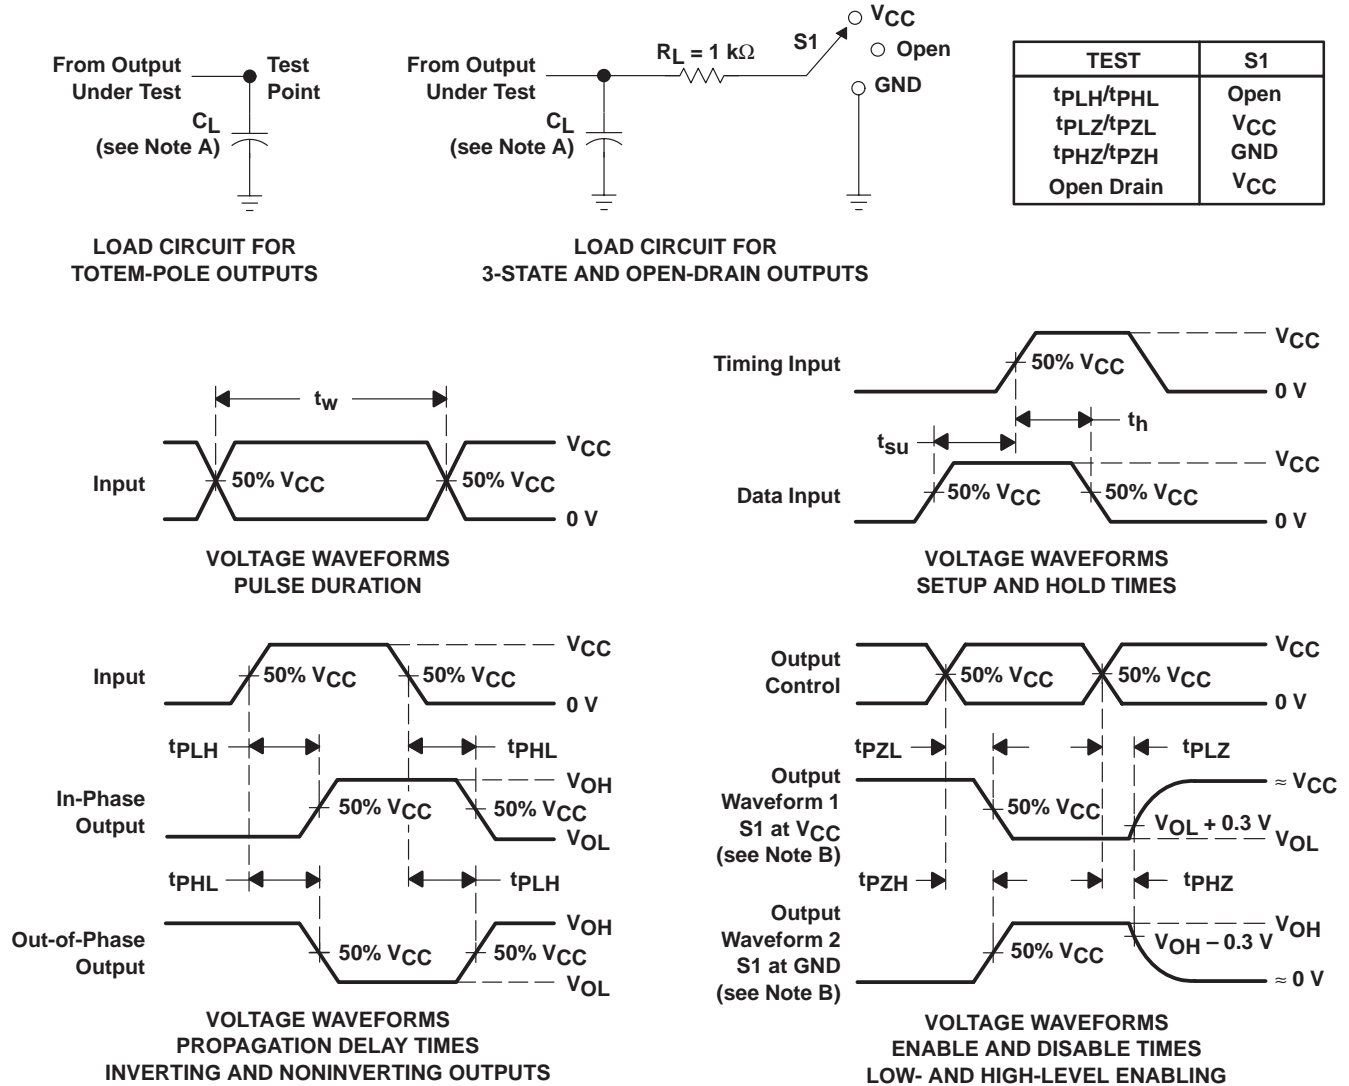 From Output
Under Test
Test
Point
CL
(see Note A)
LOAD CIRCUIT FOR
TOTEM-POLE OUTPUTS
From Output
Under Test
RL = 1 kΩ
S1
VCC
Open
GND
CL
(see Note A)
LOAD CIRCUIT FOR
3-STATE AND OPEN-DRAIN OUTPUTS
TEST S1
tPLH/tPHL Open
tPLZ/tPZL VCC
tPHZ/tPZH GND
Open Drain VCC
tw
Input
50% VCC
50% VCC
VCC
0 V
VOLTAGE WAVEFORMS
PULSE DURATION
Timing Input
50% VCC
VCC
0 V
th
tsu
Data Input
50% VCC
50% VCC
VCC
0 V
VOLTAGE WAVEFORMS
SETUP AND HOLD TIMES
Input
50% VCC
50% VCC
VCC
0 V
tPLH
tPHL
In-Phase
Output
50% VCC
50% VCC
VOH
VOL
tPHL
tPLH
Out-of-Phase
Output
50% VCC
50% VCC
VOH
VOL
VOLTAGE WAVEFORMS
PROPAGATION DELAY TIMES
INVERTING AND NONINVERTING OUTPUTS
Output
Control
50% VCC
50% VCC
VCC
0 V
tPZL
tPLZ
Output
Waveform 1
S1 at VCC
(see Note B)
50% VCC
≈ VCC
VOL + 0.3 V
VOL
tPZH
tPHZ
Output
Waveform 2
S1 at GND
(see Note B)
50% VCC
VOH
VOH − 0.3 V
≈ 0 V
VOLTAGE WAVEFORMS
ENABLE AND DISABLE TIMES
LOW- AND HIGH-LEVEL ENABLING